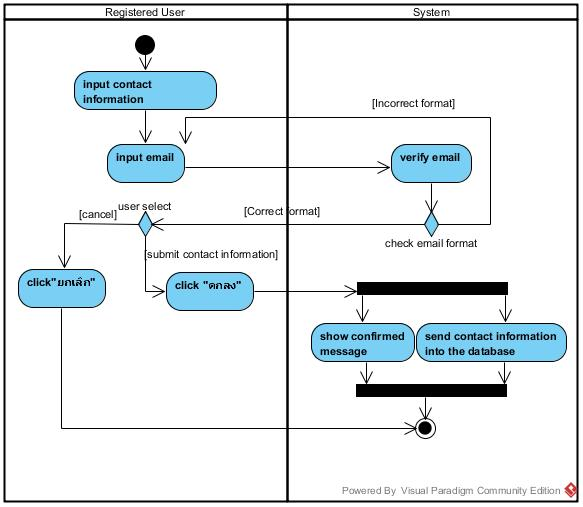 Registered User
System
input contact
information
[Incorrect format]
input email
verify email
user select
[cancel]
[Correct format]
check email format
[submit contact information]
click"ยกเลิก"
click "ตกลง"
show confirmed
message
send contact information
into the database
Powered By Visual Paradigm Community Edition